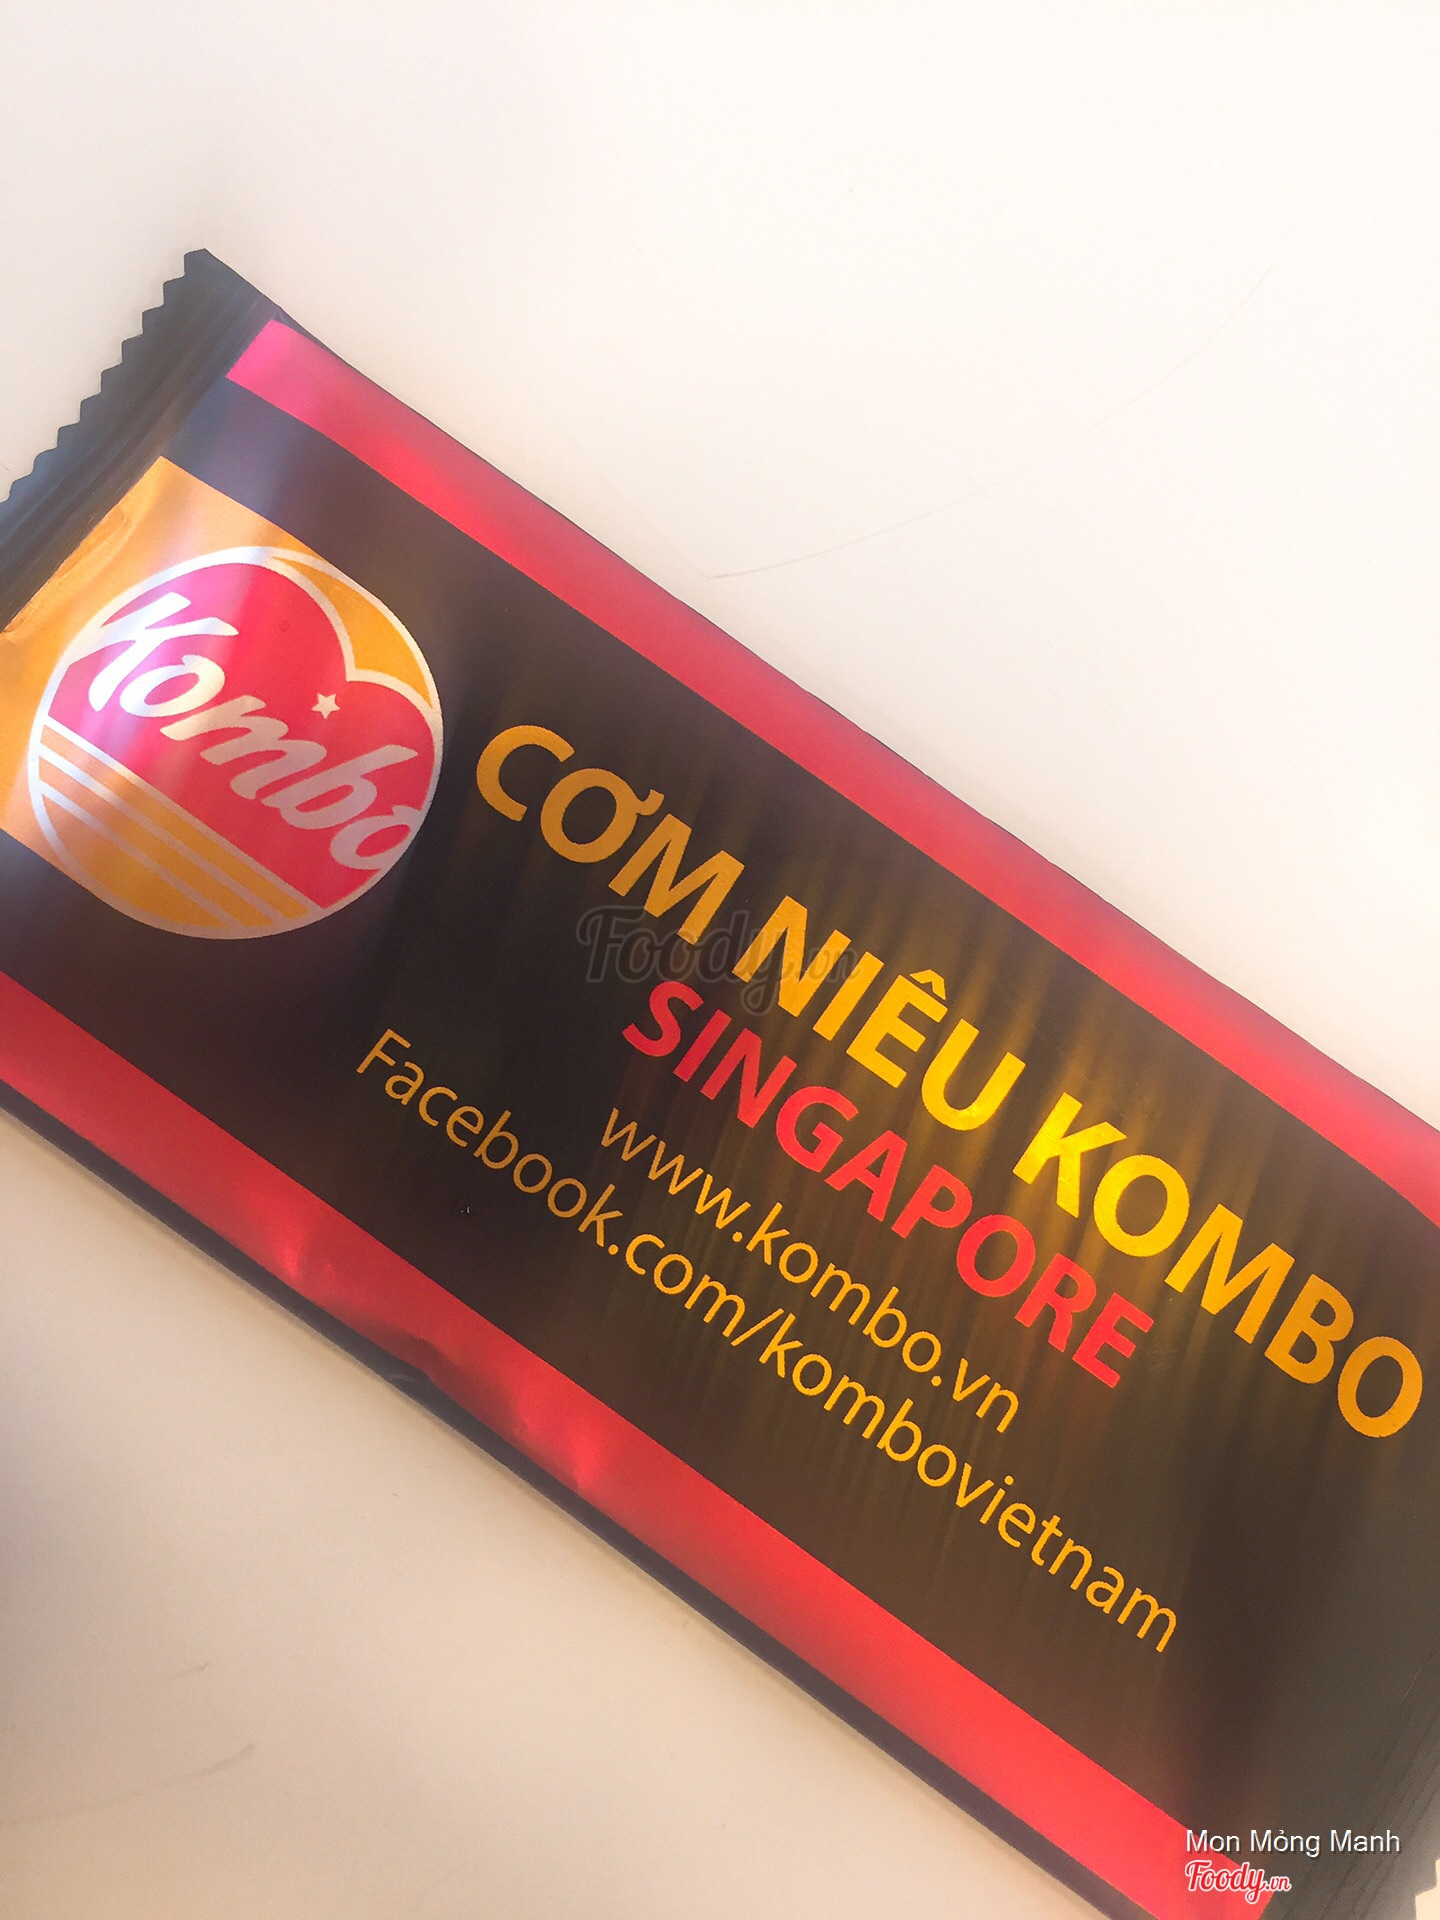 Kombo
CƠM NIÊU KOMBO
SINGAPORE
www.kombo.vn
Facebook.com/kombovietnam
Foody.vn
Mon Mỏng Manh
Foody.vn